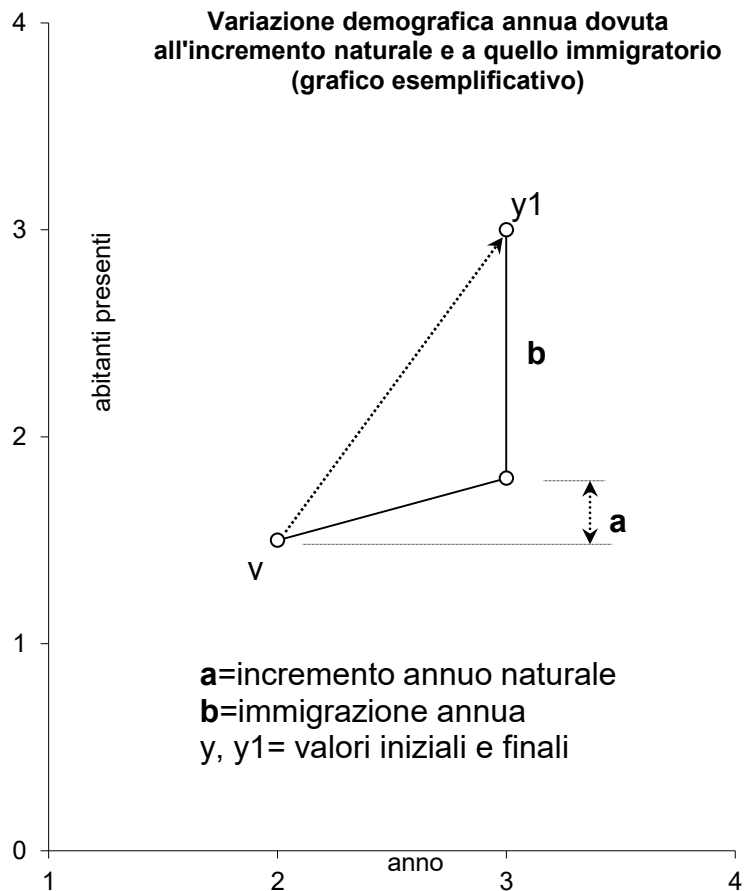 Variazione demografica annua dovuta
all'incremento naturale e a quello immigratorio
(grafico esemplificativo)
4
3
2
1
0
abitanti presenti
y1
b
a
v
a=incremento annuo naturale
b=immigrazione annua
y, y1= valori iniziali e finali
anno
1
2
3
4